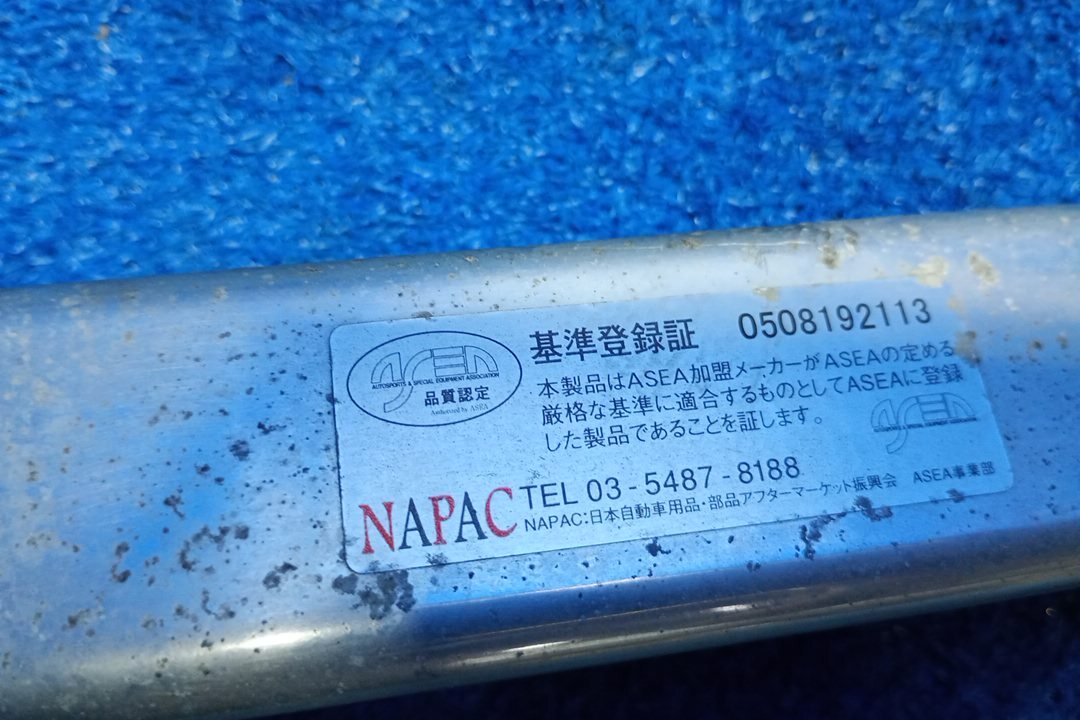 ASEA
AUTOSPORTS & SPECIAL EQUIPMENT ASSOCIATION
品質認定
Authorized by ASEA
基準登録証 0508192113
本製品はASEA加盟メーカーがASEAの定める
厳格な基準に適合するものとしてASEAに登録
した製品であることを証します。
ASEA
NAPAC
TEL 03-5487-8188
NAPAC:日本自動車用品・部品アフターマーケット振興会 ASEA事業部